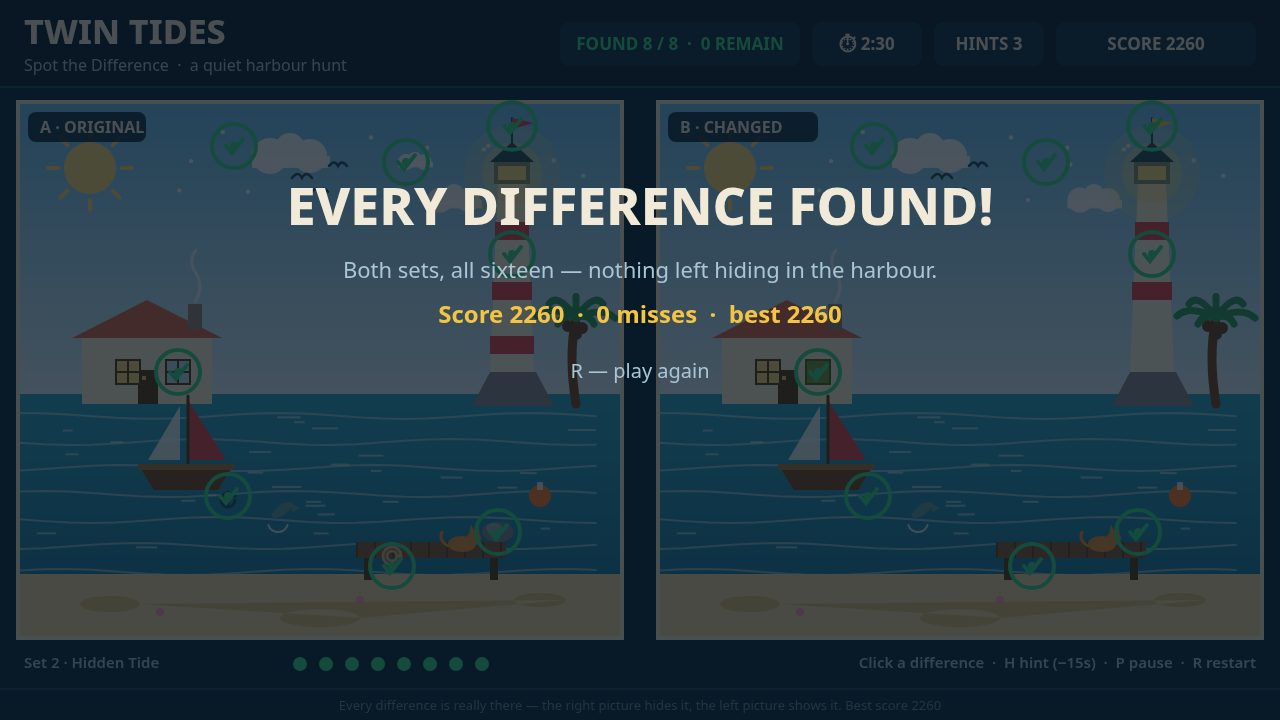 TWIN TIDES
Spot the Difference · a quiet harbour hunt
FOUND 8 / 8 · 0 REMAIN
⏱ 2:30
HINTS 3
SCORE 2260
A · ORIGINAL
B · CHANGED
EVERY DIFFERENCE FOUND!
Both sets, all sixteen — nothing left hiding in the harbour.
Score 2260 · 0 misses · best 2260
R — play again
Set 2 · Hidden Tide
Click a difference · H hint (−15s) · P pause · R restart
Every difference is really there — the right picture hides it, the left picture shows it. Best score 2260